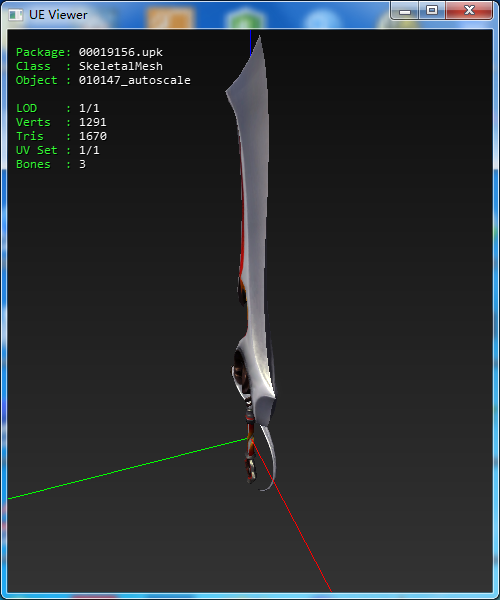 UE Viewer
Package: 00019156.upk
Class : SkeletalMesh
Object : 010147_autoscale
LOD : 1/1
Verts : 1291
Tris : 1670
UV Set : 1/1
Bones : 3